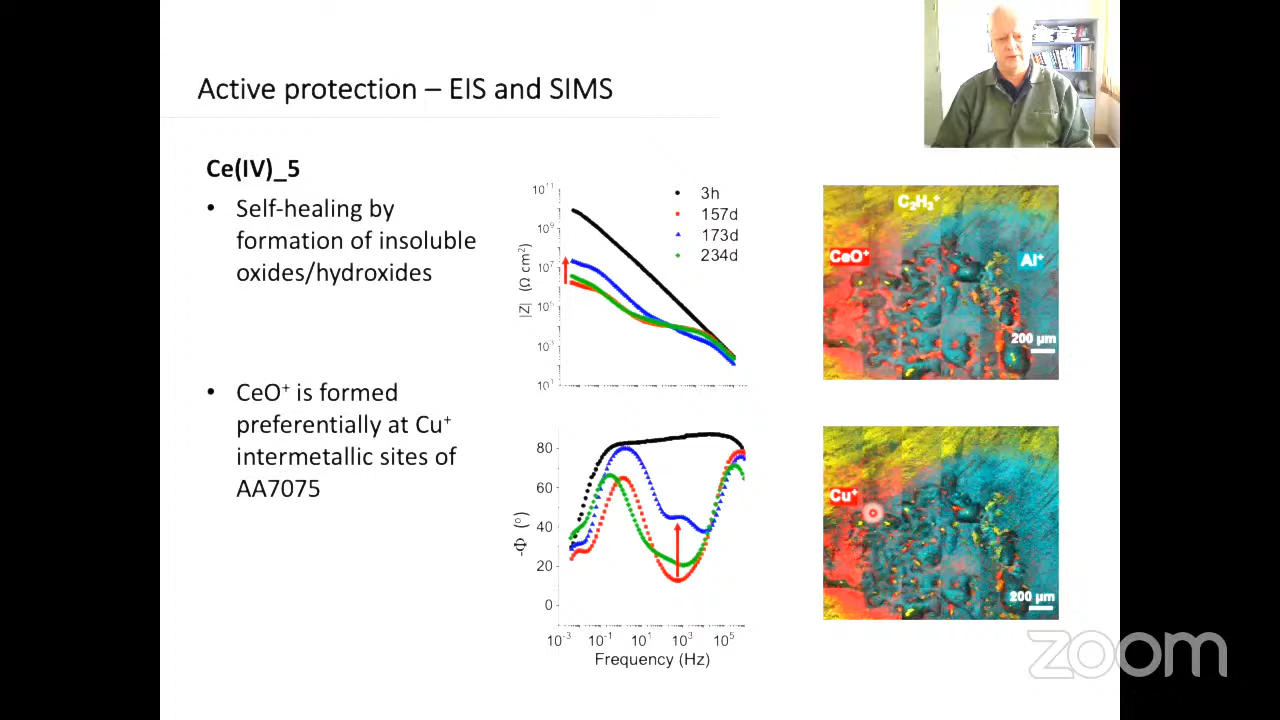 Active protection – EIS and SIMS
Ce(IV)_5
• Self-healing by
formation of insoluble
oxides/hydroxides
• CeO⁺ is formed
preferentially at Cu⁺
intermetallic sites of
AA7075
10¹¹
10⁹
10⁷
10⁵
10³
10¹
|Z| (Ω cm²)
3h
157d
173d
234d
80
60
40
20
0
-Φ (°)
10⁻³ 10⁻¹ 10¹ 10³ 10⁵
Frequency (Hz)
C₂H₃⁺
CeO⁺
Al⁺
200 µm
Cu⁺
200 µm
zoom